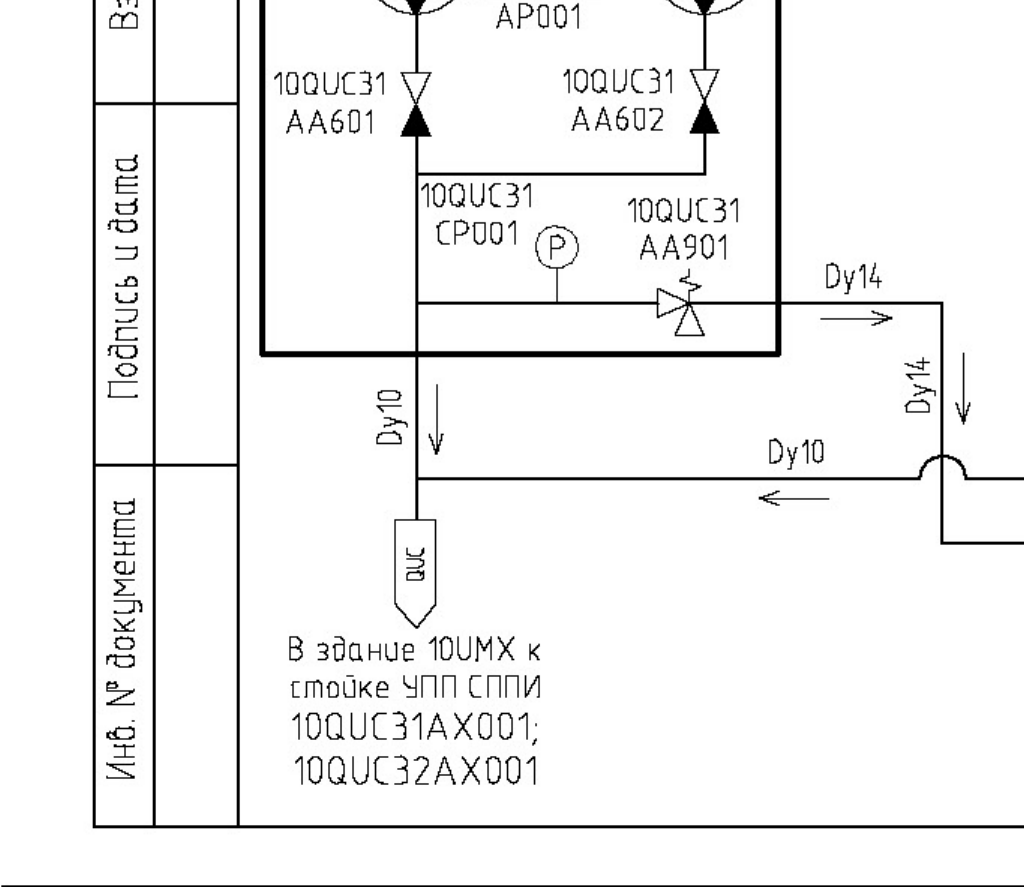 Вз
AP001
10QUC31
AA601
10QUC31
AA602
10QUC31
CP001
P
10QUC31
AA901
Dy14
Dy14
Dy10
Dy10
QUC
Подпись и дата
Инв. № документа
В здание 10UMX к
стойке УПП СППИ
10QUC31AX001;
10QUC32AX001